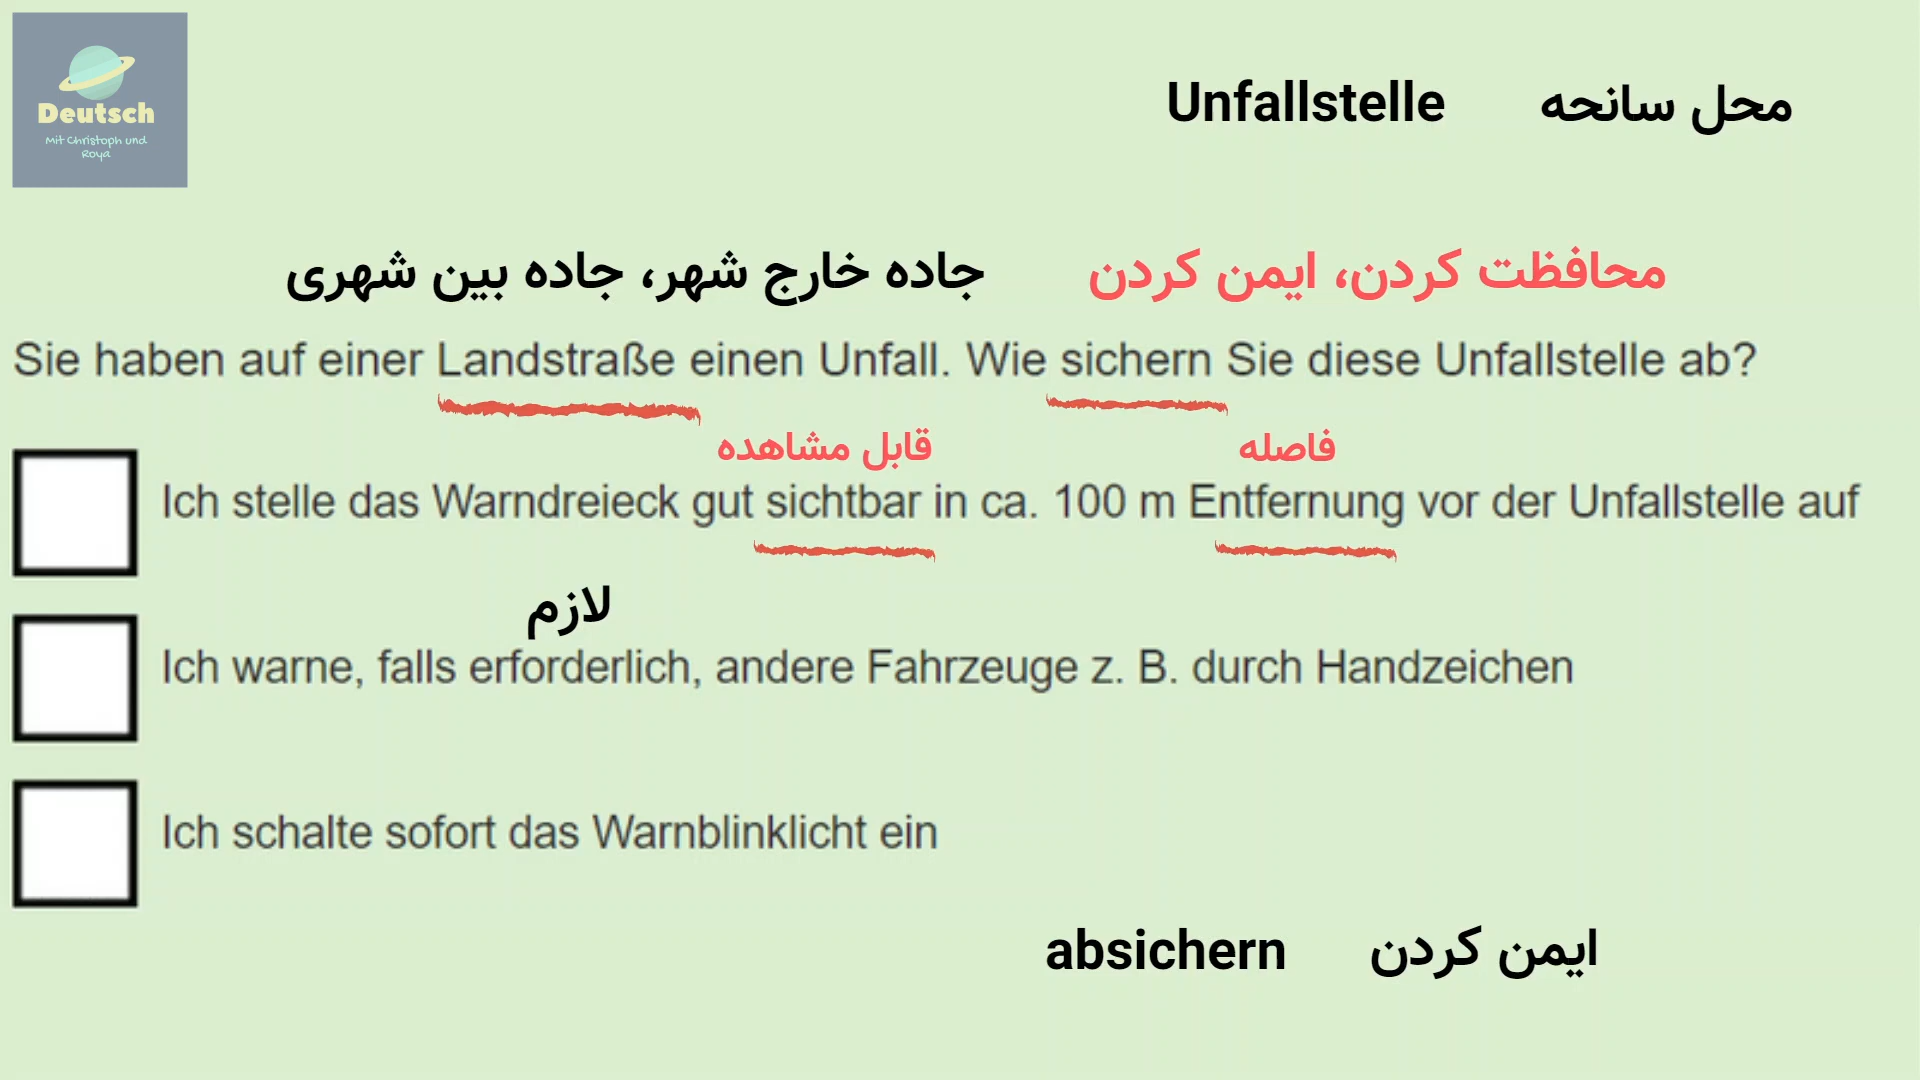 Deutsch
Mit Christoph und
Roya
Unfallstelle محل سانحه
جاده خارج شهر، جاده بین شهری محافظت کردن، ایمن کردن
Sie haben auf einer Landstraße einen Unfall. Wie sichern Sie diese Unfallstelle ab?
قابل مشاهده فاصله
Ich stelle das Warndreieck gut sichtbar in ca. 100 m Entfernung vor der Unfallstelle auf
لازم
Ich warne, falls erforderlich, andere Fahrzeuge z. B. durch Handzeichen
Ich schalte sofort das Warnblinklicht ein
absichern ایمن کردن